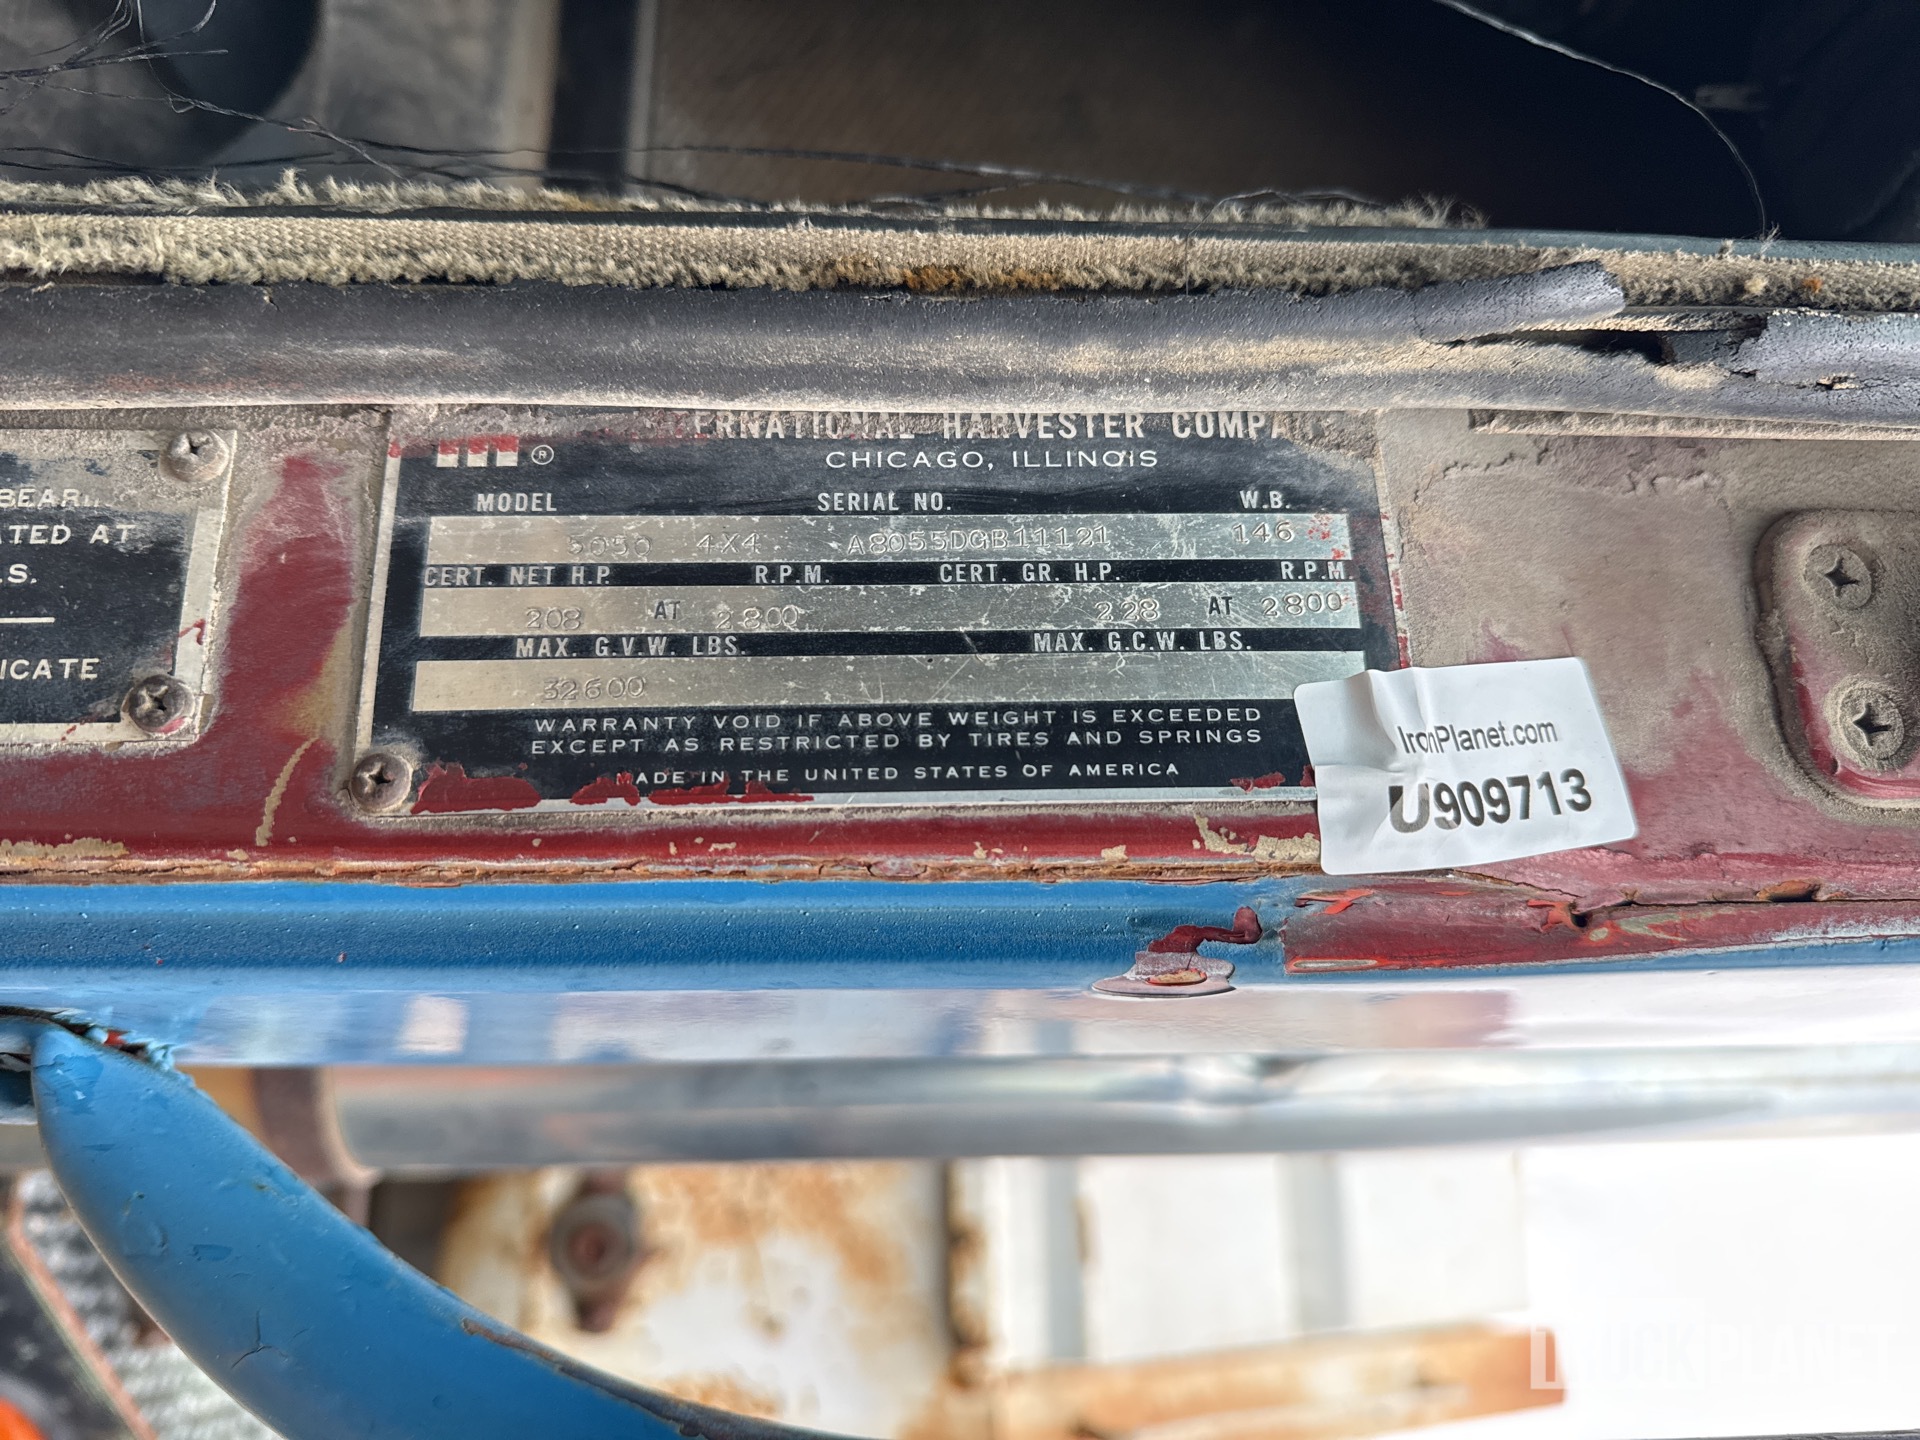 BEAR
TED AT
.S.
ICATE
ERNATIONAL HARVESTER COMPA
®
CHICAGO, ILLINOIS
MODEL SERIAL NO. W.B.
5050 4X4 A8055DGB11121 146
CERT. NET H.P. R.P.M. CERT. GR. H.P. R.P.M
208 AT 2800 228 AT 2800
MAX. G.V.W. LBS. MAX. G.C.W. LBS.
32600
WARRANTY VOID IF ABOVE WEIGHT IS EXCEEDED
EXCEPT AS RESTRICTED BY TIRES AND SPRINGS
MADE IN THE UNITED STATES OF AMERICA
IronPlanet.com
U909713
TRUCKPLANET